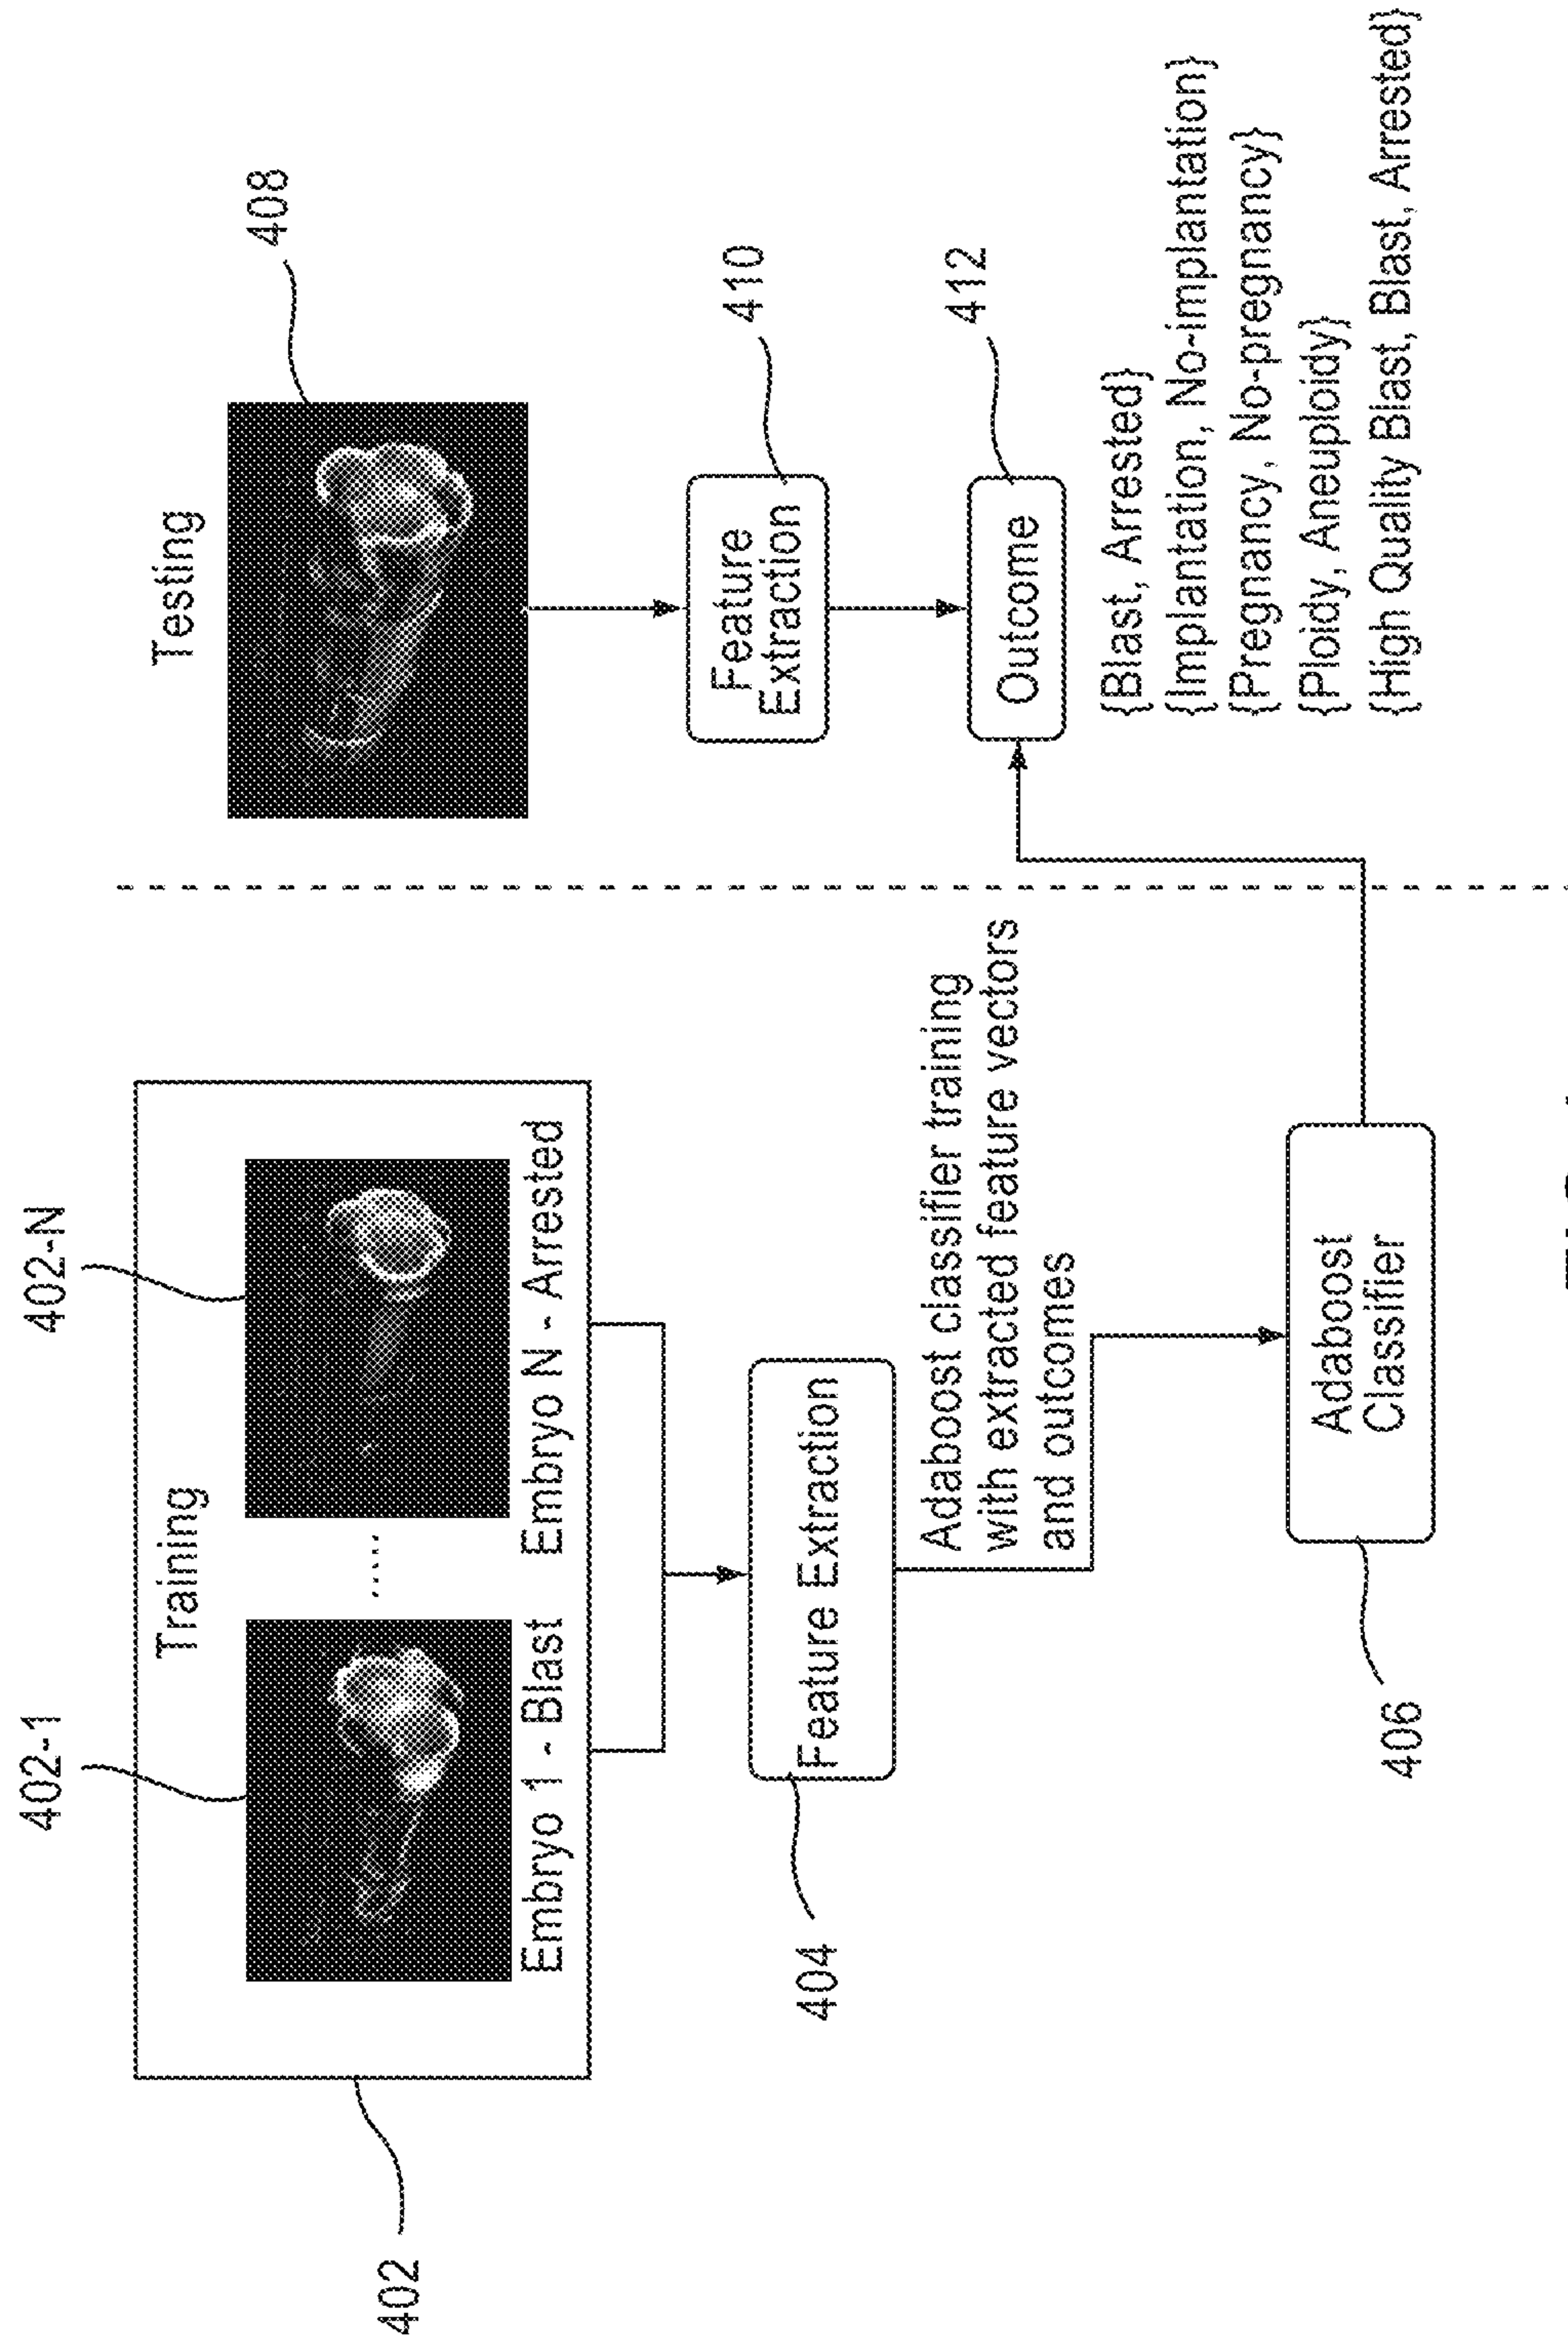 402-1
402-N
Training
.....
Embryo 1 - Blast
Embryo N - Arrested
402
Feature Extraction
404
Adaboost classifier training
with extracted feature vectors
and outcomes
Adaboost
Classifier
406
Testing
408
Feature
Extraction
410
Outcome
412
{Blast, Arrested}
{Implantation, No-implantation}
{Pregnancy, No-pregnancy}
{Ploidy, Aneuploidy}
{High Quality Blast, Blast, Arrested}